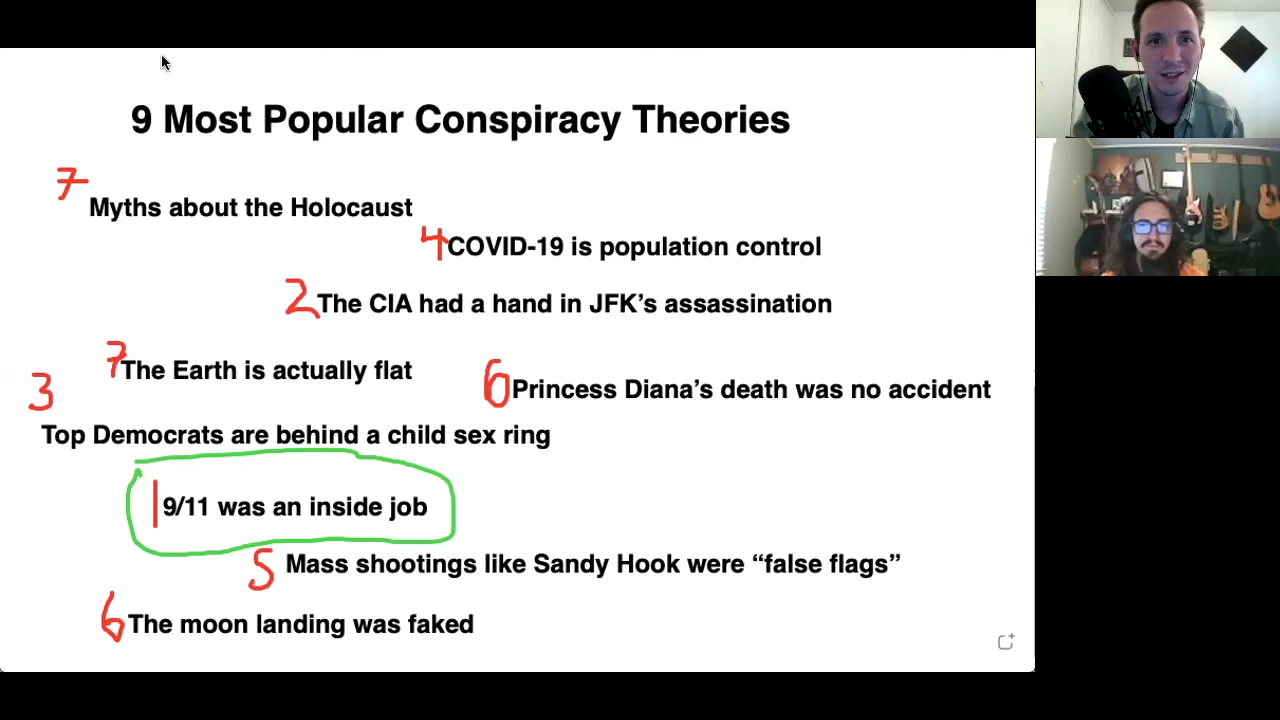 9 Most Popular Conspiracy Theories
7
Myths about the Holocaust
4 COVID-19 is population control
2 The CIA had a hand in JFK’s assassination
7 The Earth is actually flat
6 Princess Diana’s death was no accident
3
Top Democrats are behind a child sex ring
1 9/11 was an inside job
5 Mass shootings like Sandy Hook were “false flags”
6 The moon landing was faked